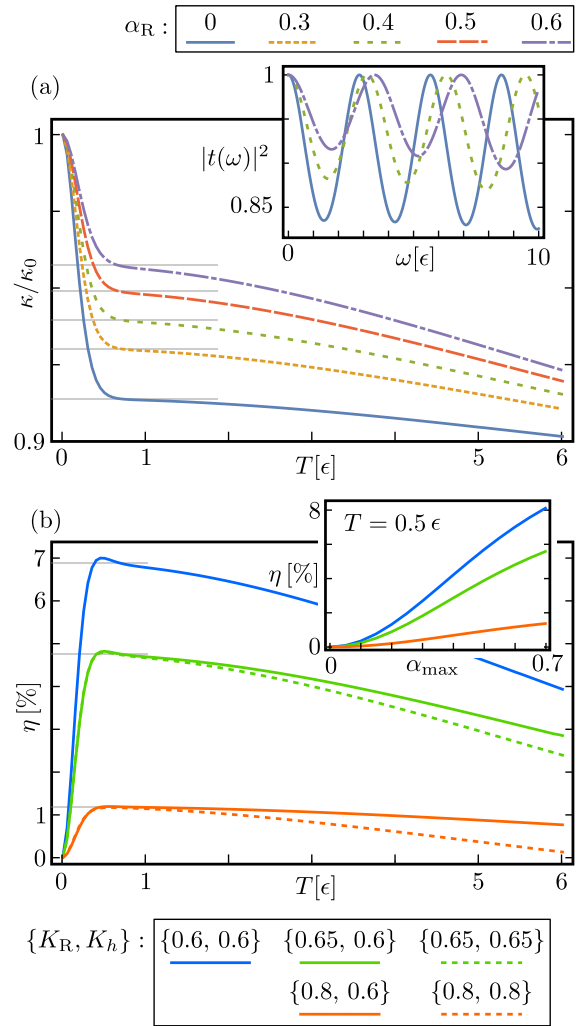 α_R :  0  0.3  0.4  0.5  0.6
(a)
1
|t(ω)|²
0.85
0  ω[ϵ]  10
1
κ/κ₀
0.9
0  1  T[ϵ]  5  6
(b)
8
T = 0.5 ϵ
η [%]
0
0  α_max  0.7
7
6
η [%]
1
0
0  1  T[ϵ]  5  6
{K_R, K_h} :  {0.6, 0.6}  {0.65, 0.6}  {0.65, 0.65}
{0.8, 0.6}  {0.8, 0.8}